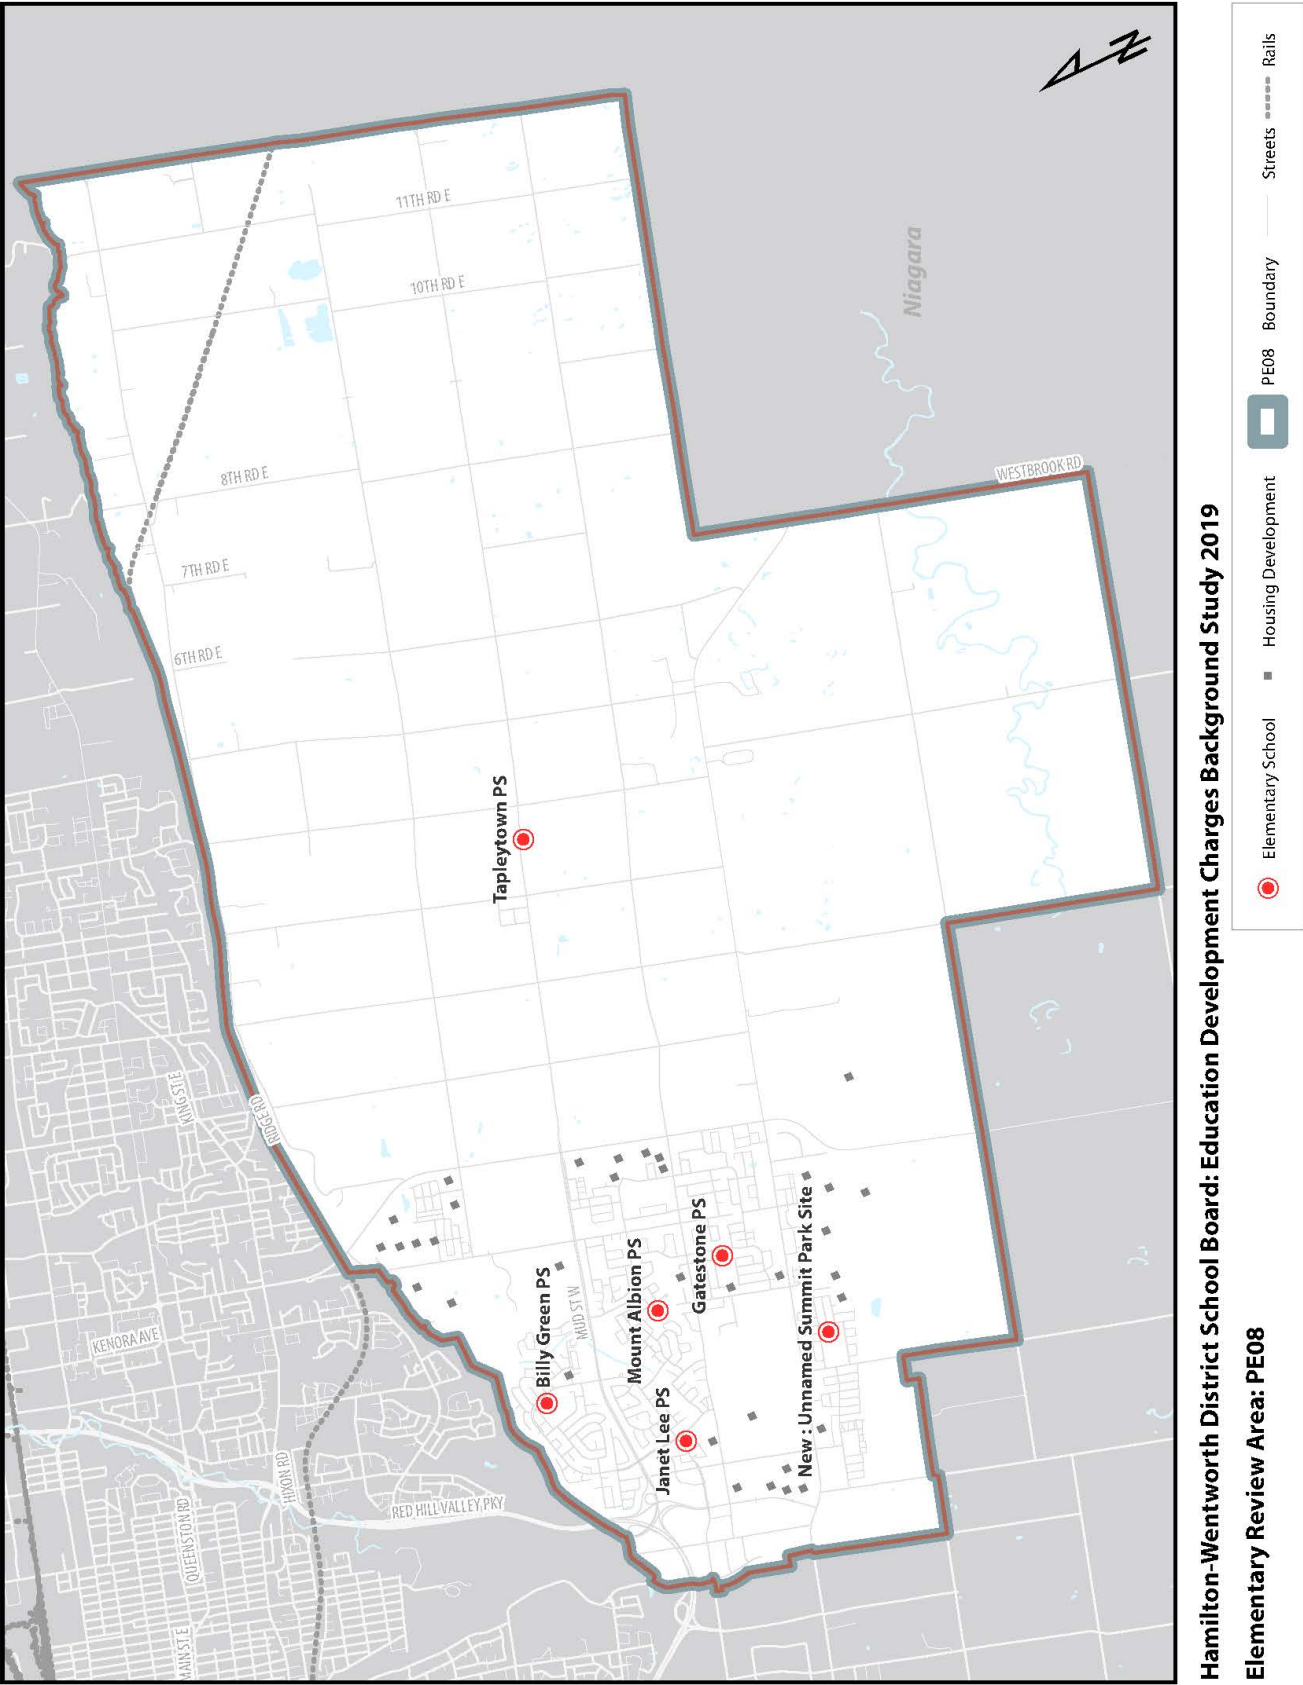 11TH RD E
10TH RD E
Niagara
8TH RD E
WESTBROOK RD
7TH RD E
6TH RD E
Tapleytown PS
KING ST E
RIDGE RD
KENORA AVE
Billy Green PS
MUD ST W
Mount Albion PS
Gatestone PS
New : Unnamed Summit Park Site
Janet Lee PS
HIXON RD
QUEENSTON RD
RED HILL VALLEY PKY
MAIN ST E
N
Hamilton-Wentworth District School Board: Education Development Charges Background Study 2019
Elementary Review Area: PE08
Elementary School
Housing Development
PE08 Boundary
Streets
Rails